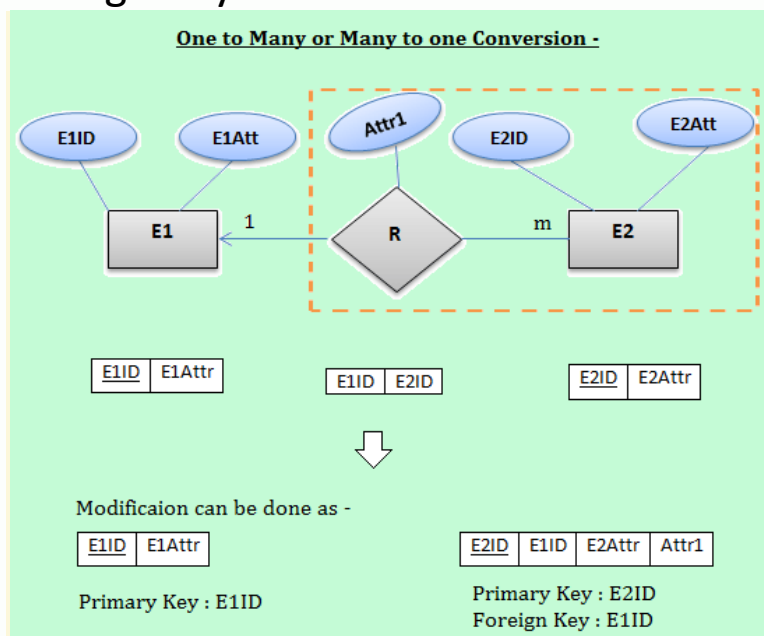 One to Many or Many to one Conversion -
E1ID
E1Att
Attr1
E2ID
E2Att
E1
1
R
m
E2
E1ID E1Attr
E1ID E2ID
E2ID E2Attr
Modificaion can be done as -
E1ID E1Attr
E2ID E1ID E2Attr Attr1
Primary Key : E1ID
Primary Key : E2ID
Foreign Key : E1ID